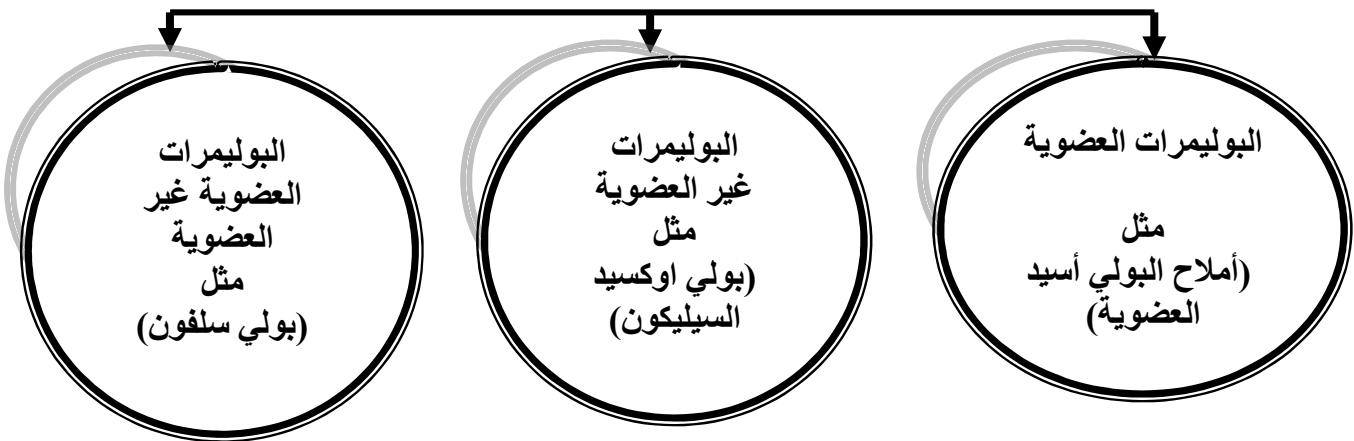 البوليمرات العضوية
مثل
(أملاح البولي أسيد
العضوية)
البوليمرات
غير العضوية
مثل
(بولي اوكسيد
السيليكون)
البوليمرات
العضوية غير
العضوية
مثل
(بولي سلفون)